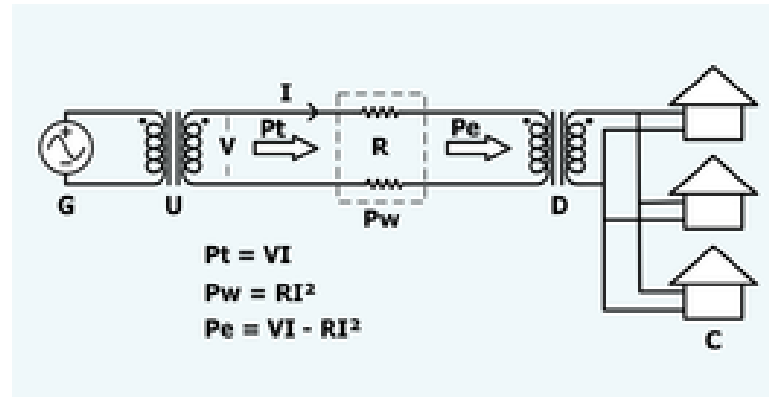 I
Pt
V
R
Pe
G
U
Pw
D
Pt = VI
Pw = RI²
Pe = VI - RI²
C